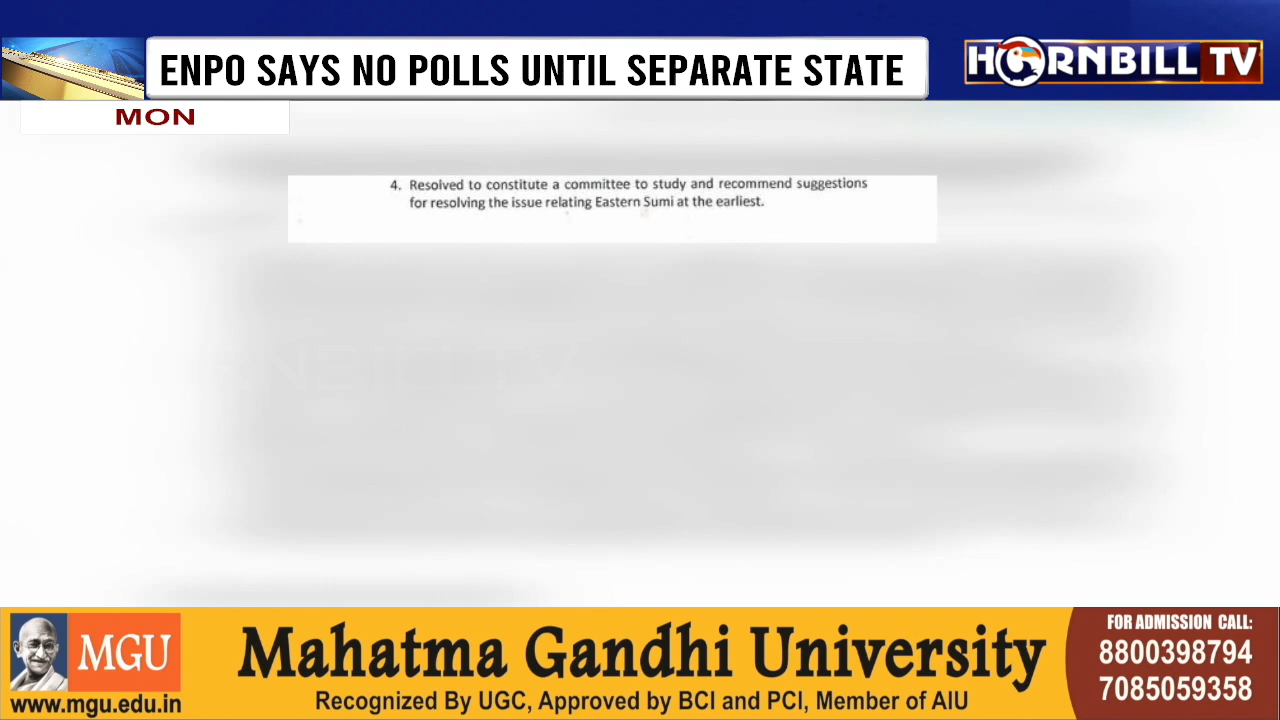 ENPO SAYS NO POLLS UNTIL SEPARATE STATE
HORNBILL TV
MON
4. Resolved to constitute a committee to study and recommend suggestions
for resolving the issue relating Eastern Sumi at the earliest.
MGU
www.mgu.edu.in
Mahatma Gandhi University
Recognized By UGC, Approved by BCI and PCI, Member of AIU
FOR ADMISSION CALL:
8800398794
7085059358